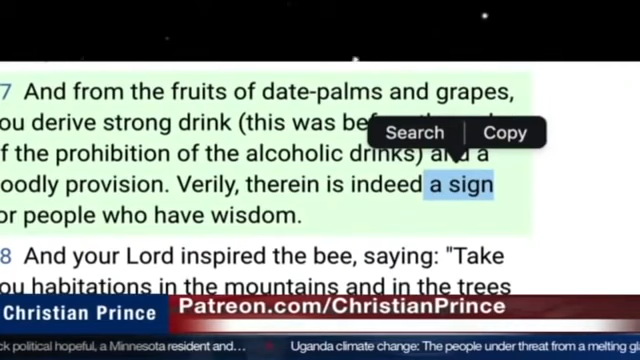 7 And from the fruits of date-palms and grapes,
ou derive strong drink (this was
f the prohibition of the alcoholic drinks) and a
oodly provision. Verily, therein is indeed a sign
or people who have wisdom.
Search Copy
8 And your Lord inspired the bee, saying: "Take
ou habitations in the mountains and in the trees
Christian Prince
Patreon.com/ChristianPrince
ck political hopeful, a Minnesota resident and... Uganda climate change: The people under threat from a melting gl